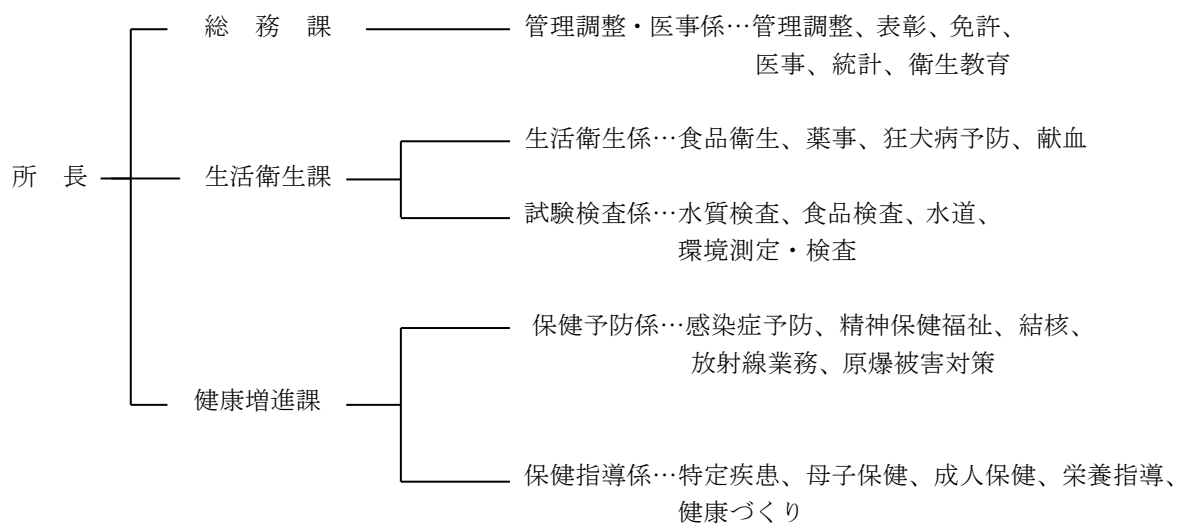 総　務　課
管理調整・医事係…管理調整、表彰、免許、
医事、統計、衛生教育
生活衛生係…食品衛生、薬事、狂犬病予防、献血
所　長
生活衛生課
試験検査係…水質検査、食品検査、水道、
環境測定・検査
保健予防係…感染症予防、精神保健福祉、結核、
放射線業務、原爆被害対策
健康増進課
保健指導係…特定疾患、母子保健、成人保健、栄養指導、
健康づくり